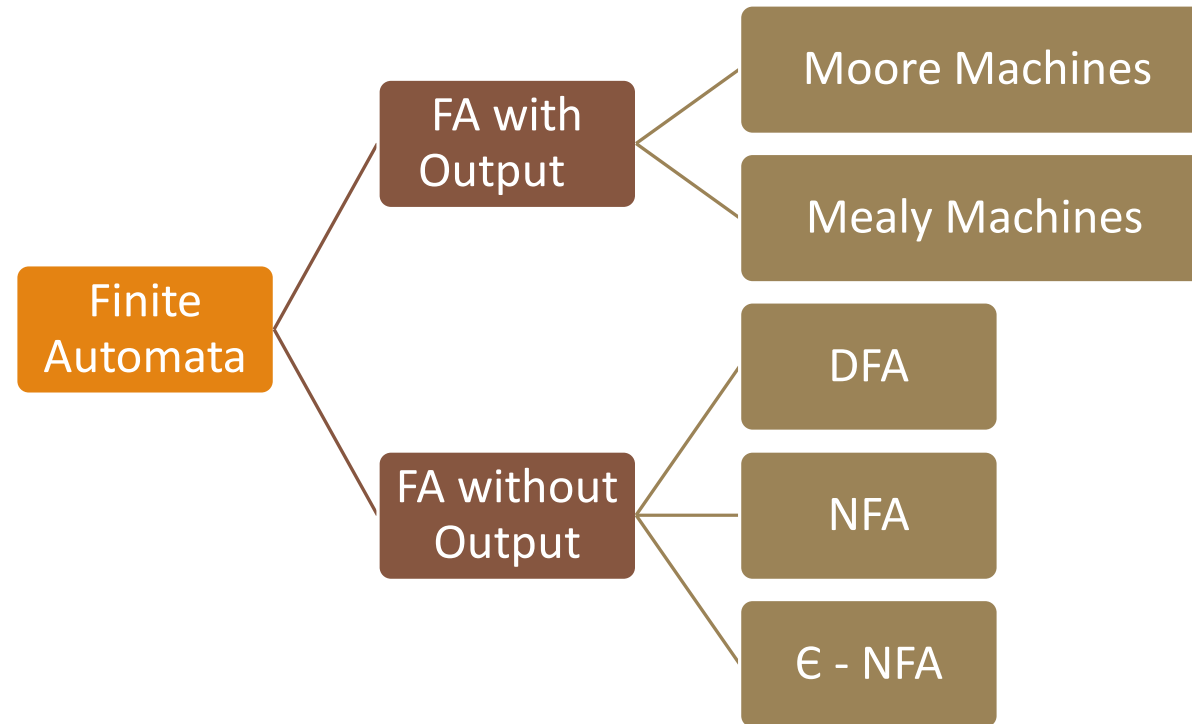 Finite
Automata
FA with
Output
Moore Machines
Mealy Machines
FA without
Output
DFA
NFA
Є - NFA